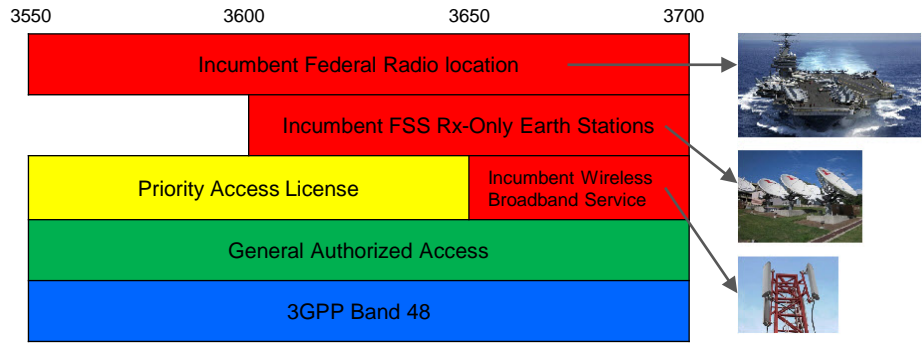 3550 3600 3650 3700
Incumbent Federal Radio location
Incumbent FSS Rx-Only Earth Stations
Priority Access License
Incumbent Wireless
Broadband Service
General Authorized Access
3GPP Band 48